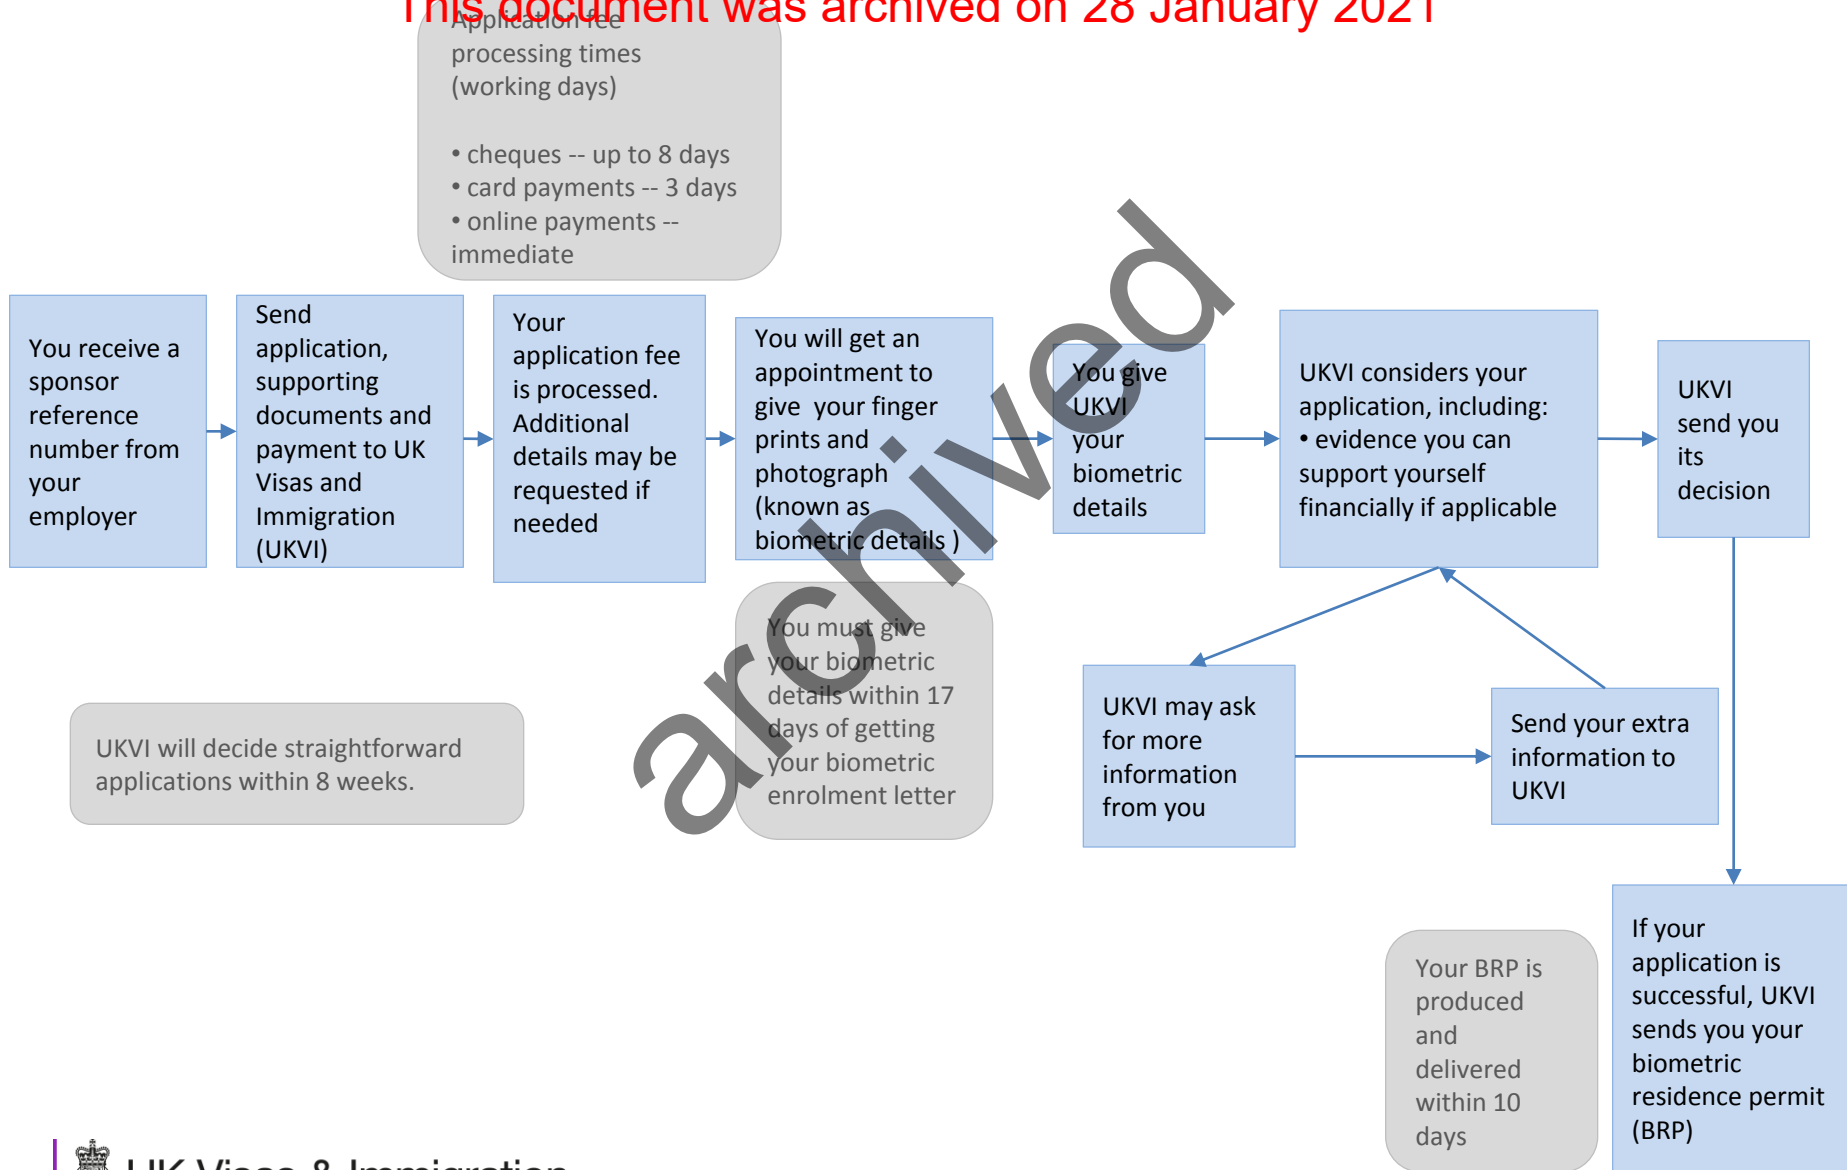 This document was archived on 28 January 2021
Application fee
processing times
(working days)
• cheques -- up to 8 days
• card payments -- 3 days
• online payments --
immediate
You receive a
sponsor
reference
number from
your
employer
Send
application,
supporting
documents and
payment to UK
Visas and
Immigration
(UKVI)
Your
application fee
is processed.
Additional
details may be
requested if
needed
You will get an
appointment to
give your finger
prints and
photograph
(known as
biometric details )
You give
UKVI
your
biometric
details
UKVI considers your
application, including:
• evidence you can
support yourself
financially if applicable
UKVI
send you
its
decision
archived
You must give
your biometric
details within 17
days of getting
your biometric
enrolment letter
UKVI will decide straightforward
applications within 8 weeks.
UKVI may ask
for more
information
from you
Send your extra
information to
UKVI
Your BRP is
produced
and
delivered
within 10
days
If your
application is
successful, UKVI
sends you your
biometric
residence permit
(BRP)
UK Visas & Immigration